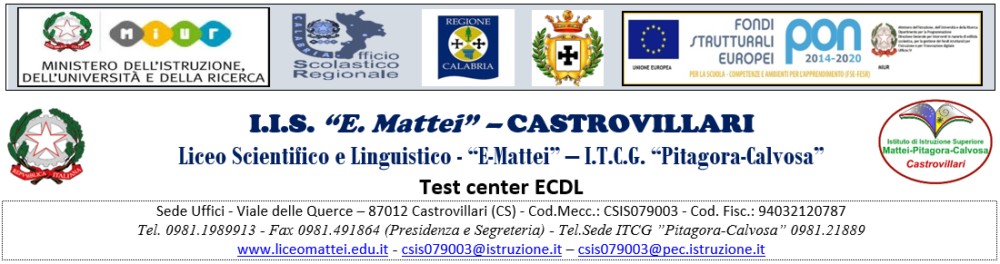 MINISTERO DELL'ISTRUZIONE,
DELL'UNIVERSITÀ E DELLA RICERCA
miur
CALABRIA
Ufficio
Scolastico
Regionale
REGIONE
CALABRIA
UNIONE EUROPEA
FONDI
STRUTTURALI
EUROPEI
pon
2014-2020
PER LA SCUOLA - COMPETENZE E AMBIENTI PER L'APPRENDIMENTO (FSE-FESR)
Ministero dell'Istruzione, dell'Università e della Ricerca
Dipartimento per la Programmazione
Direzione Generale per interventi in materia di edilizia
scolastica, per la gestione dei fondi strutturali per
l'istruzione e per l'innovazione digitale
Ufficio IV
MIUR
REPVBBLICA ITALIANA
I.I.S. “E. Mattei” – CASTROVILLARI
Liceo Scientifico e Linguistico - “E-Mattei” – I.T.C.G. “Pitagora-Calvosa”
Test center ECDL
Istituto di Istruzione Superiore
Mattei-Pitagora-Calvosa
Castrovillari
Sede Uffici - Viale delle Querce – 87012 Castrovillari (CS) - Cod.Mecc.: CSIS079003 - Cod. Fisc.: 94032120787
Tel. 0981.1989913 - Fax 0981.491864 (Presidenza e Segreteria) - Tel.Sede ITCG ”Pitagora-Calvosa” 0981.21889
www.liceomattei.edu.it - csis079003@istruzione.it – csis079003@pec.istruzione.it